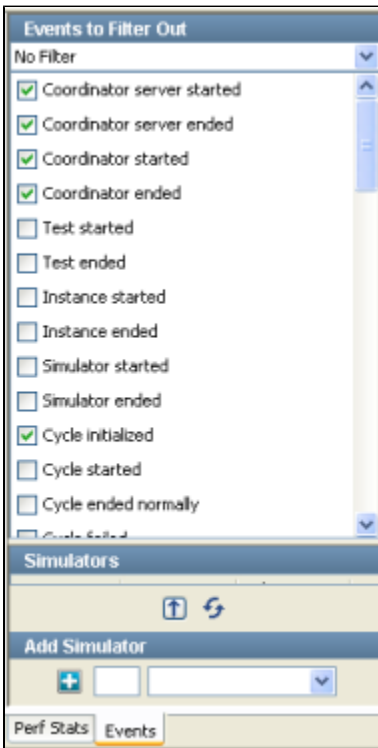 Events to Filter Out
No Filter
Coordinator server started
Coordinator server ended
Coordinator started
Coordinator ended
Test started
Test ended
Instance started
Instance ended
Simulator started
Simulator ended
Cycle initialized
Cycle started
Cycle ended normally
Cycle failed
Simulators
Add Simulator
Perf Stats Events